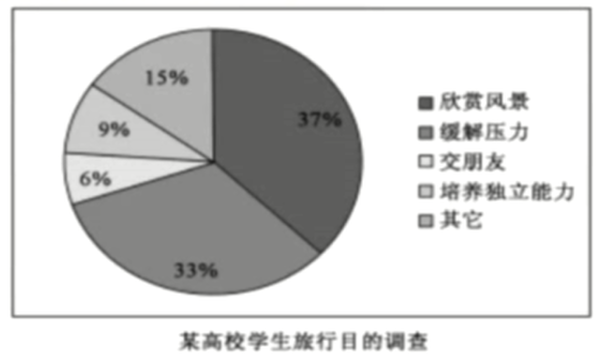 15%
37%
9%
6%
33%
欣赏风景
缓解压力
交朋友
培养独立能力
其它
某高校学生旅行目的调查